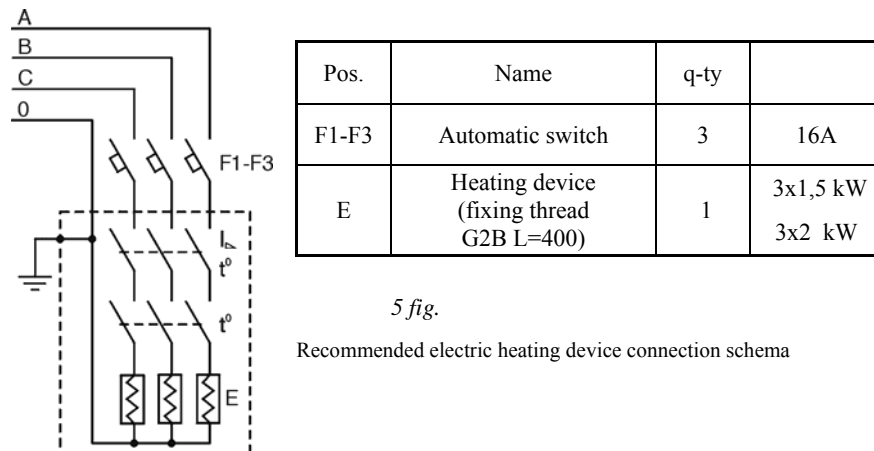 A
B
C
0
F1-F3
I
t°
t°
E
Pos. Name q-ty
F1-F3 Automatic switch 3 16A
E Heating device (fixing thread G2B L=400) 1 3x1,5 kW 3x2 kW
5 fig.
Recommended electric heating device connection schema